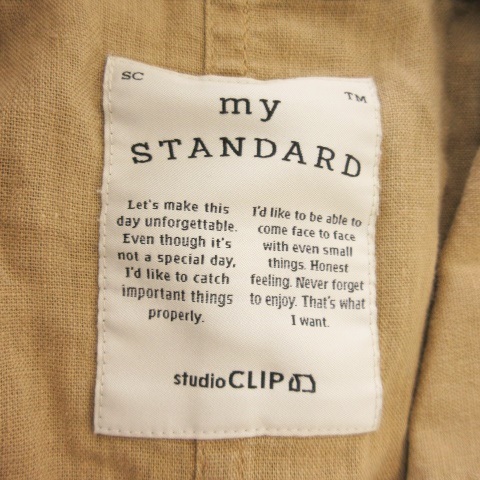 SC
TM
my
STANDARD
Let's make this
day unforgettable.
Even though it's
not a special day,
I'd like to catch
important things
properly.
I'd like to be able to
come face to face
with even small
things. Honest
feeling. Never forget
to enjoy. That's what
I want.
studio CLIP